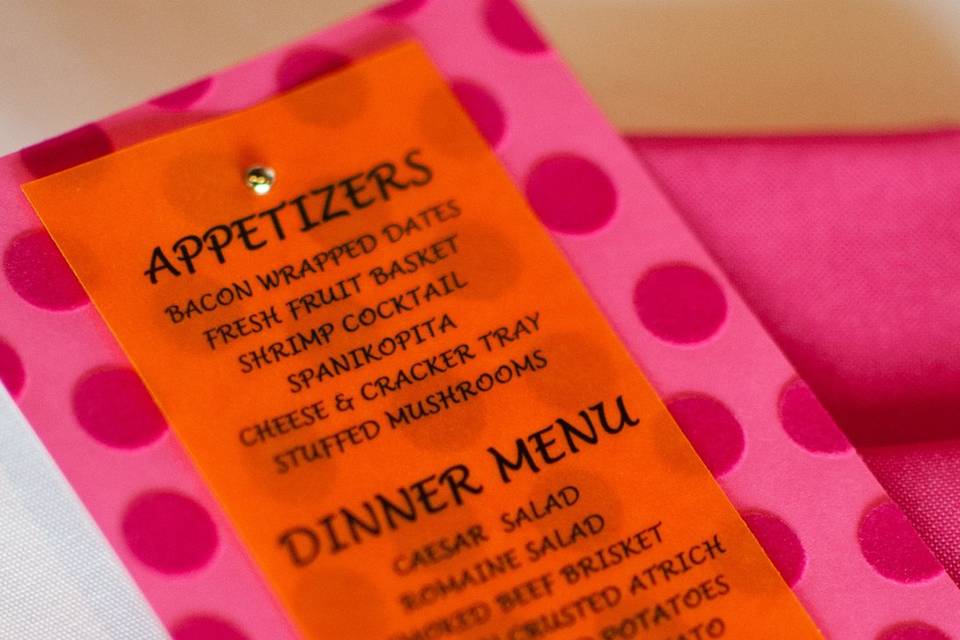 APPETIZERS
BACON WRAPPED DATES
FRESH FRUIT BASKET
SHRIMP COCKTAIL
SPANIKOPITA
CHEESE & CRACKER TRAY
STUFFED MUSHROOMS
DINNER MENU
CAESAR SALAD
ROMAINE SALAD
SMOKED BEEF BRISKET
CRUSTED ATRICH
POTATOES